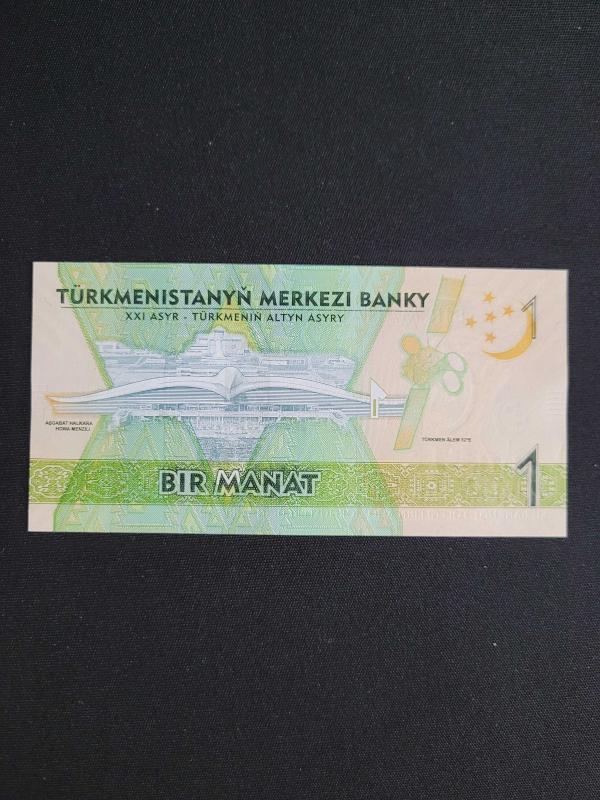 TÜRKMENISTANYŇ MERKEZI BANKY
XXI ASYR - TÜRKMENIŇ ALTYN ASYRY
1
1
AŞGABAT HALKARA
HOWA MENZILI
TÜRKMEN ÄLEM 52°E
BIR MANAT
1